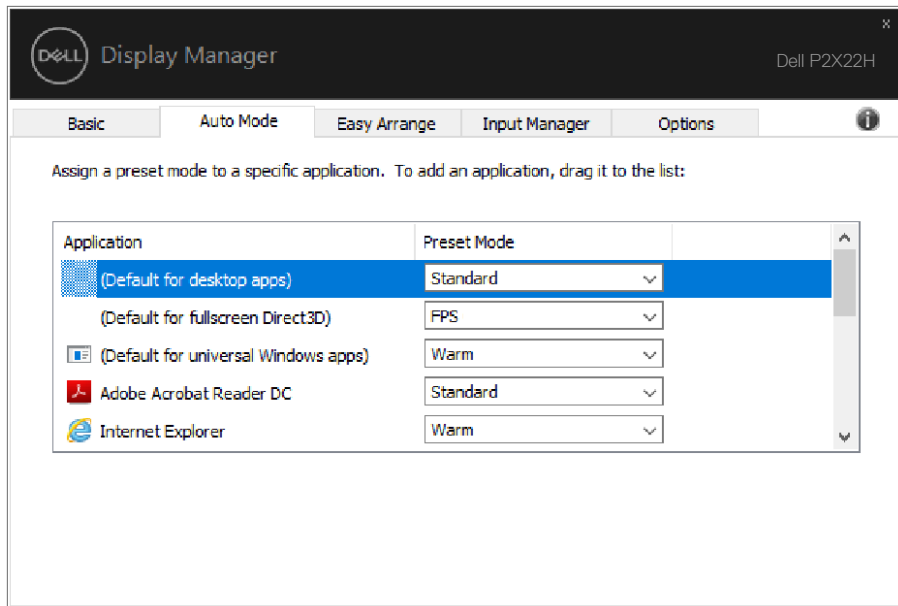 DELL Display Manager
x
Dell P2X22H
Basic Auto Mode Easy Arrange Input Manager Options
Assign a preset mode to a specific application. To add an application, drag it to the list:
Application Preset Mode
(Default for desktop apps) Standard
(Default for fullscreen Direct3D) FPS
(Default for universal Windows apps) Warm
Adobe Acrobat Reader DC Standard
Internet Explorer Warm